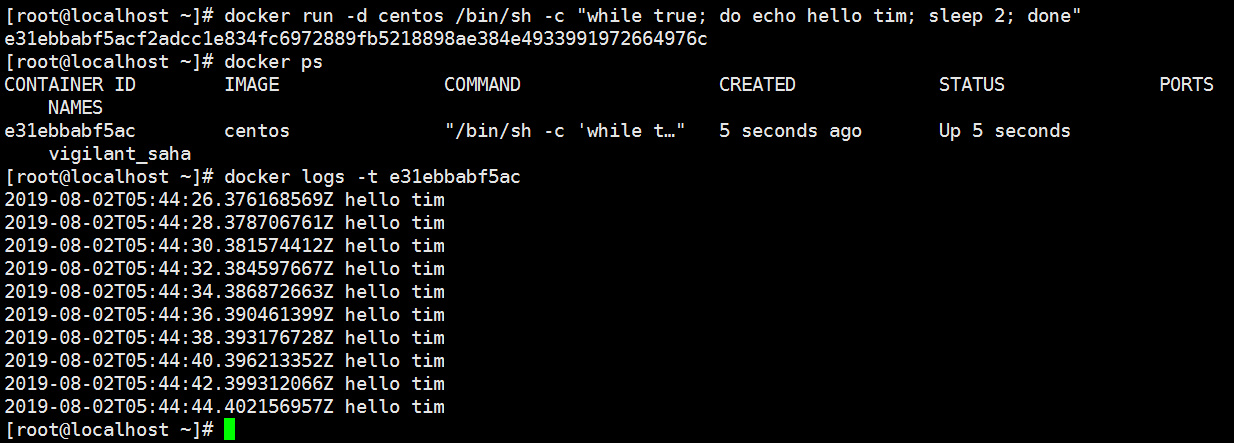 [root@localhost ~]# docker run -d centos /bin/sh -c "while true; do echo hello tim; sleep 2; done"
e31ebbabf5acf2adcc1e834fc6972889fb5218898ae384e4933991972664976c
[root@localhost ~]# docker ps
CONTAINER ID        IMAGE               COMMAND                  CREATED             STATUS              PORTS
    NAMES
e31ebbabf5ac        centos              "/bin/sh -c 'while t…"   5 seconds ago       Up 5 seconds
    vigilant_saha
[root@localhost ~]# docker logs -t e31ebbabf5ac
2019-08-02T05:44:26.376168569Z hello tim
2019-08-02T05:44:28.378706761Z hello tim
2019-08-02T05:44:30.381574412Z hello tim
2019-08-02T05:44:32.384597667Z hello tim
2019-08-02T05:44:34.386872663Z hello tim
2019-08-02T05:44:36.390461399Z hello tim
2019-08-02T05:44:38.393176728Z hello tim
2019-08-02T05:44:40.396213352Z hello tim
2019-08-02T05:44:42.399312066Z hello tim
2019-08-02T05:44:44.402156957Z hello tim
[root@localhost ~]#